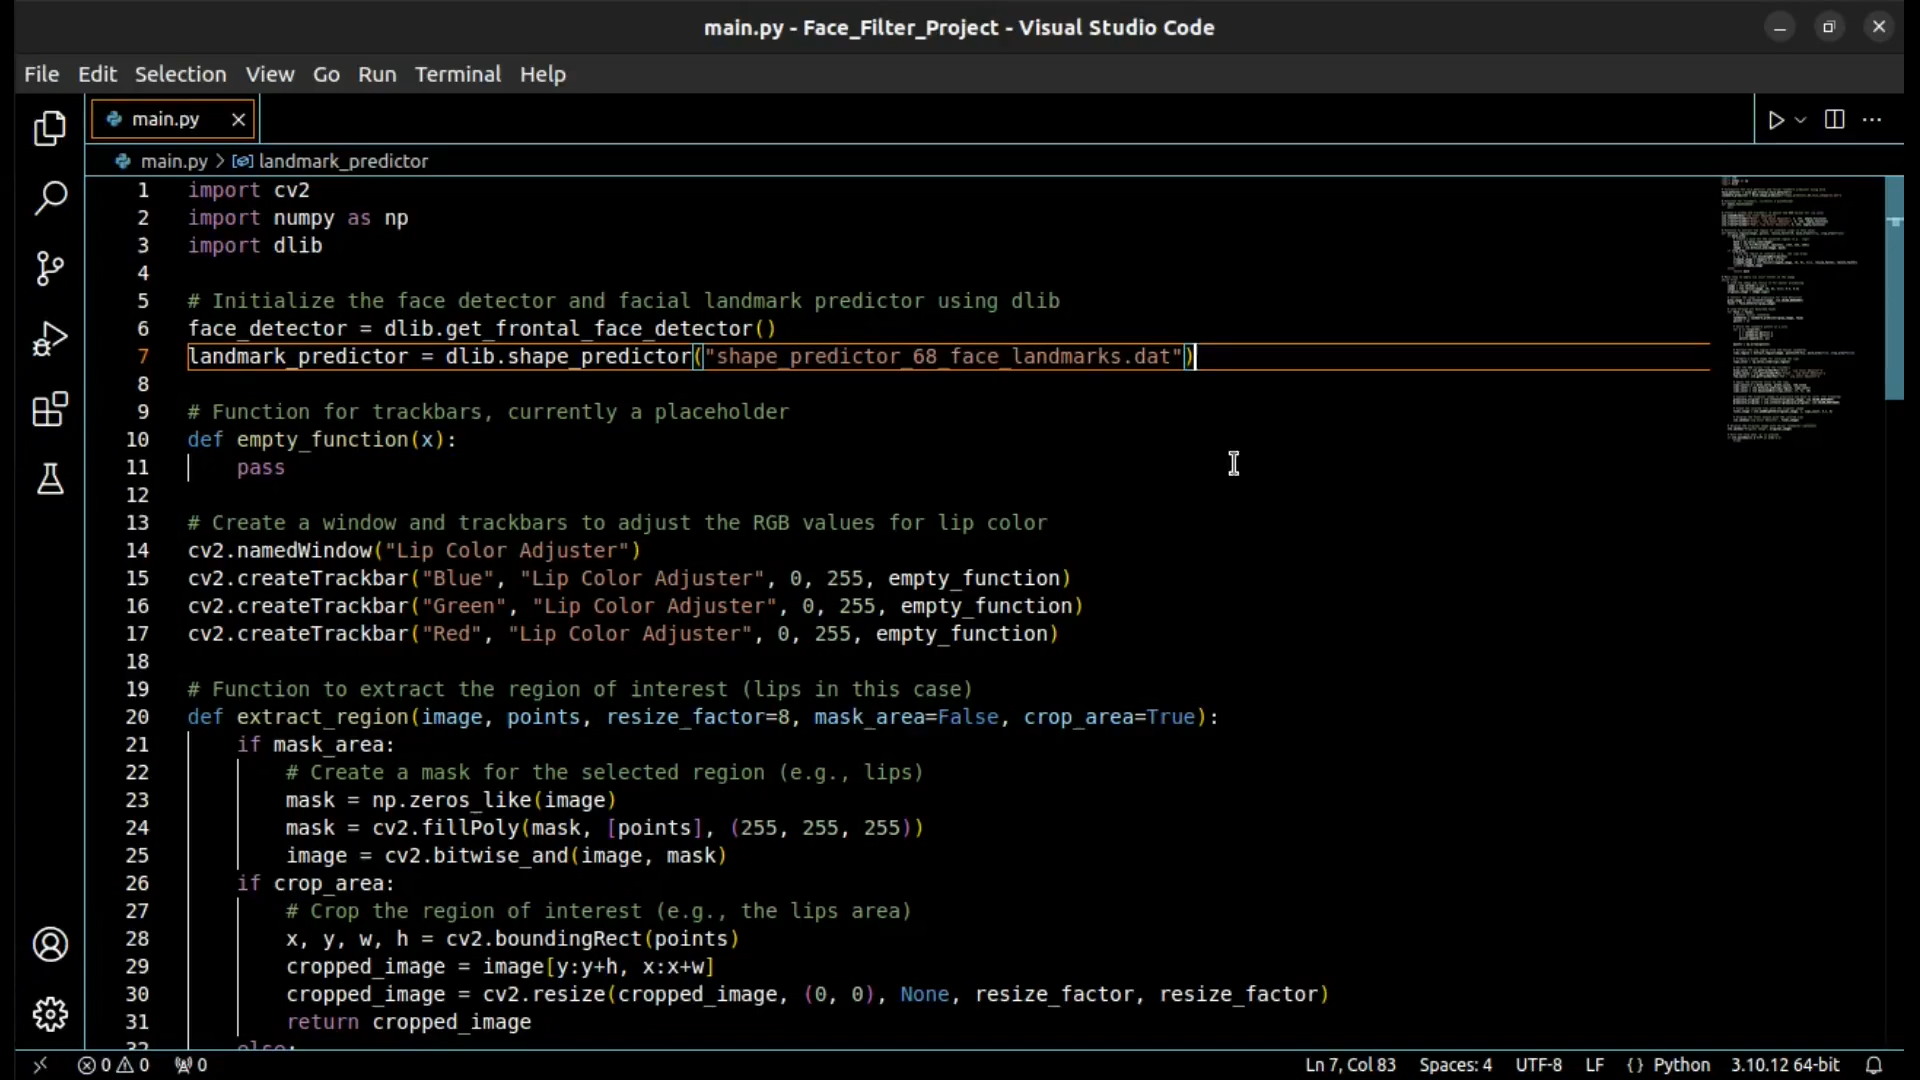 main.py - Face_Filter_Project - Visual Studio Code
File Edit Selection View Go Run Terminal Help
main.py
main.py > landmark_predictor
1 import cv2
2 import numpy as np
3 import dlib
4
5 # Initialize the face detector and facial landmark predictor using dlib
6 face_detector = dlib.get_frontal_face_detector()
7 landmark_predictor = dlib.shape_predictor("shape_predictor_68_face_landmarks.dat")
8
9 # Function for trackbars, currently a placeholder
10 def empty_function(x):
11     pass
12
13 # Create a window and trackbars to adjust the RGB values for lip color
14 cv2.namedWindow("Lip Color Adjuster")
15 cv2.createTrackbar("Blue", "Lip Color Adjuster", 0, 255, empty_function)
16 cv2.createTrackbar("Green", "Lip Color Adjuster", 0, 255, empty_function)
17 cv2.createTrackbar("Red", "Lip Color Adjuster", 0, 255, empty_function)
18
19 # Function to extract the region of interest (lips in this case)
20 def extract_region(image, points, resize_factor=8, mask_area=False, crop_area=True):
21     if mask_area:
22         # Create a mask for the selected region (e.g., lips)
23         mask = np.zeros_like(image)
24         mask = cv2.fillPoly(mask, [points], (255, 255, 255))
25         image = cv2.bitwise_and(image, mask)
26     if crop_area:
27         # Crop the region of interest (e.g., the lips area)
28         x, y, w, h = cv2.boundingRect(points)
29         cropped_image = image[y:y+h, x:x+w]
30         cropped_image = cv2.resize(cropped_image, (0, 0), None, resize_factor, resize_factor)
31         return cropped_image
32     else:
0 0 0 Ln 7, Col 83 Spaces: 4 UTF-8 LF {} Python 3.10.12 64-bit